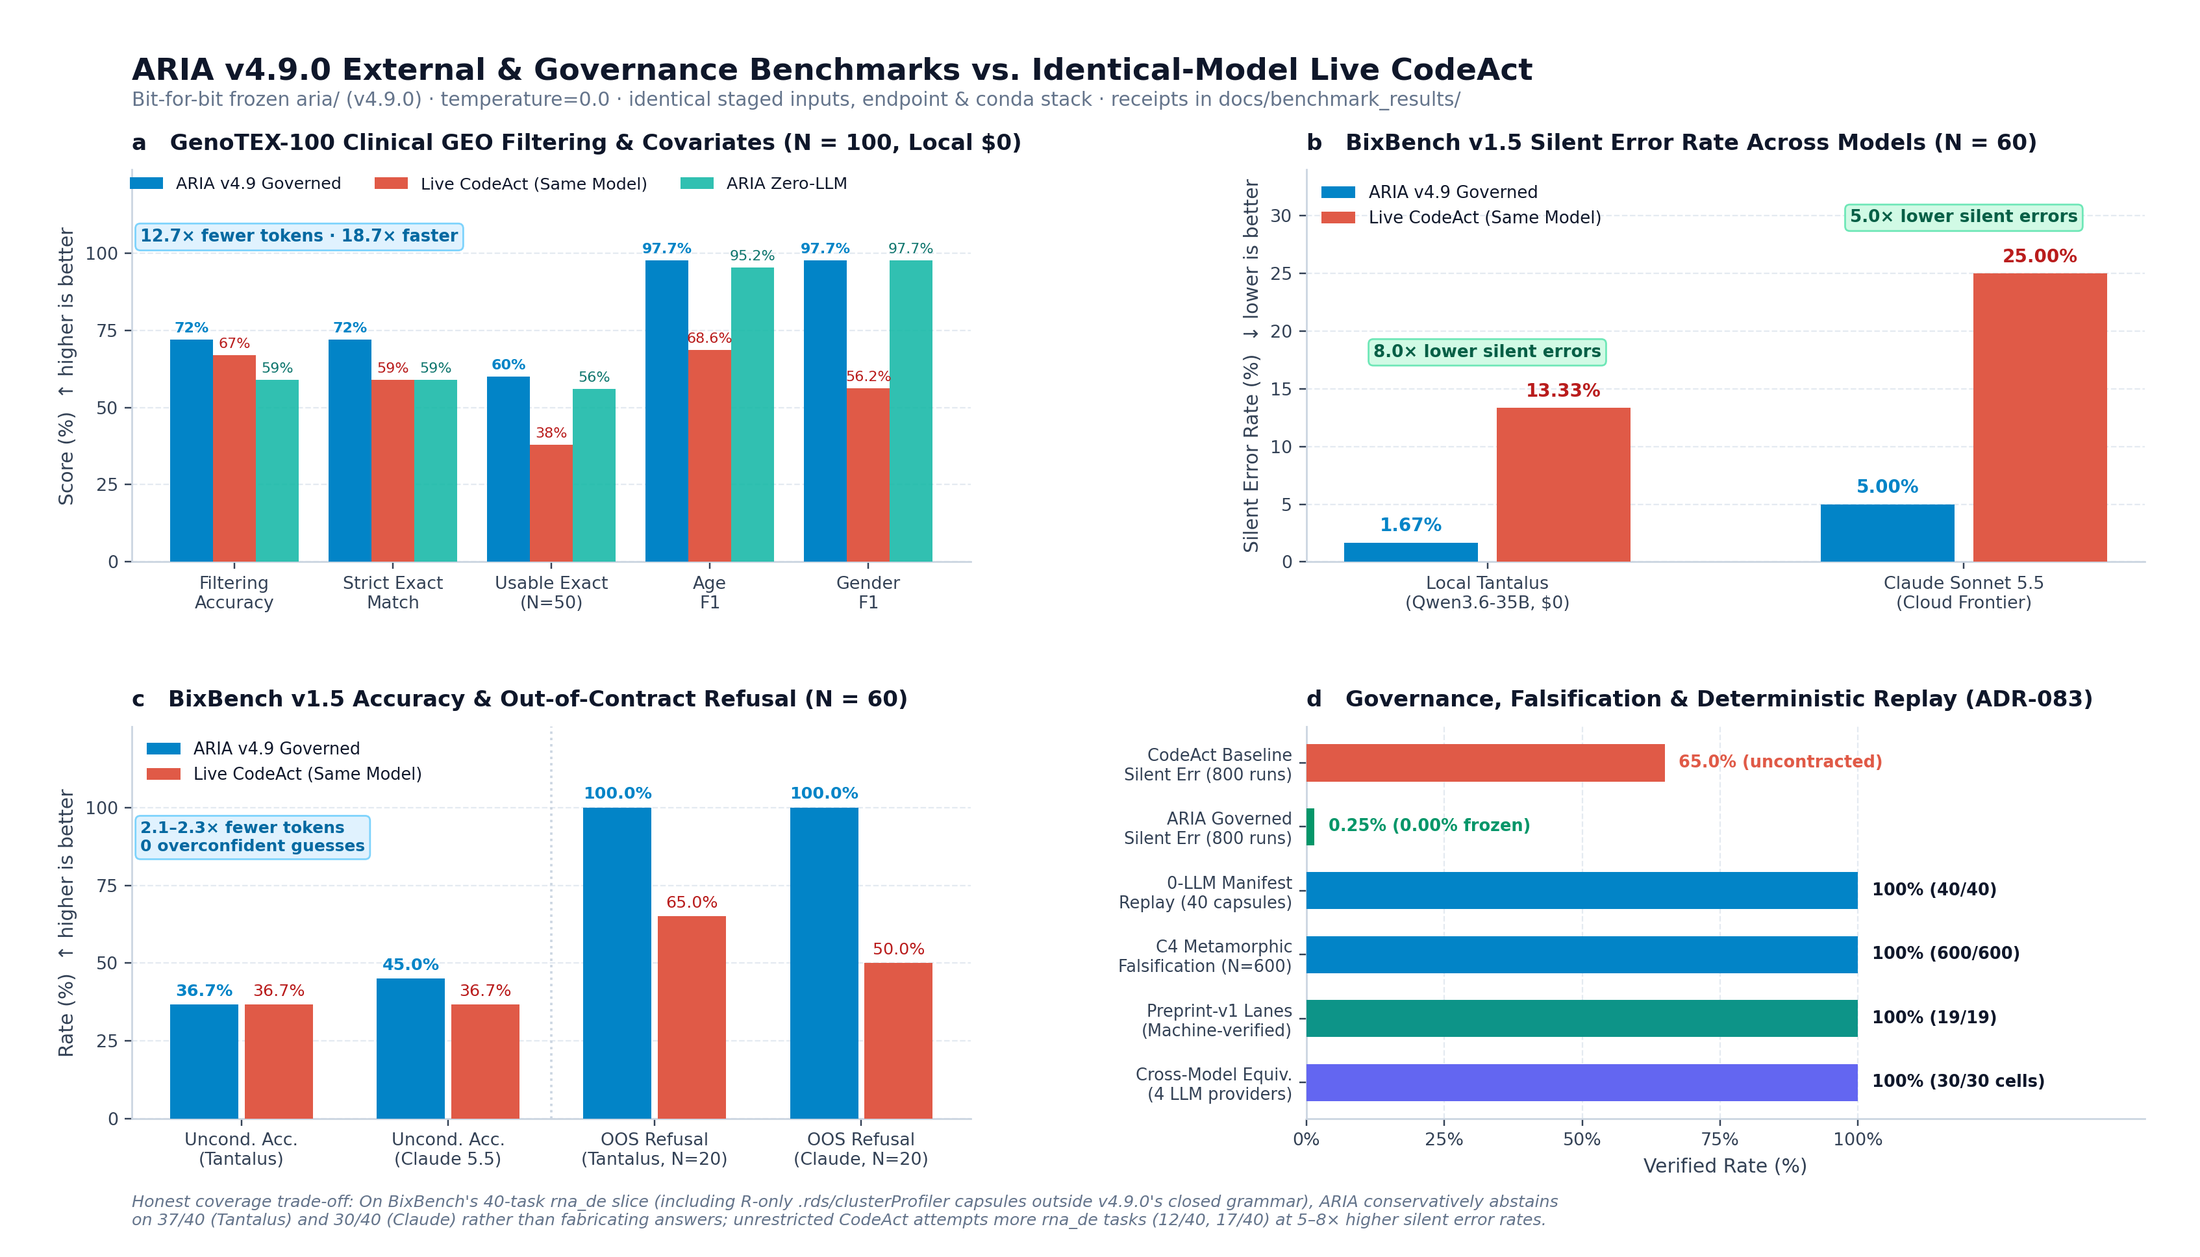 ARIA v4.9.0 External & Governance Benchmarks vs. Identical-Model Live CodeAct
Bit-for-bit frozen aria/ (v4.9.0) · temperature=0.0 · identical staged inputs, endpoint & conda stack · receipts in docs/benchmark_results/
a GenoTEX-100 Clinical GEO Filtering & Covariates (N = 100, Local $0)
ARIA v4.9 Governed
Live CodeAct (Same Model)
ARIA Zero-LLM
12.7× fewer tokens · 18.7× faster
Score (%) ↑ higher is better
100
75
50
25
0
72%
67%
59%
72%
59%
59%
60%
38%
56%
97.7%
68.6%
95.2%
97.7%
56.2%
97.7%
Filtering
Accuracy
Strict Exact
Match
Usable Exact
(N=50)
Age
F1
Gender
F1
b BixBench v1.5 Silent Error Rate Across Models (N = 60)
ARIA v4.9 Governed
Live CodeAct (Same Model)
Silent Error Rate (%) ↓ lower is better
30
25
20
15
10
5
0
8.0× lower silent errors
5.0× lower silent errors
1.67%
13.33%
5.00%
25.00%
Local Tantalus
(Qwen3.6-35B, $0)
Claude Sonnet 5.5
(Cloud Frontier)
c BixBench v1.5 Accuracy & Out-of-Contract Refusal (N = 60)
ARIA v4.9 Governed
Live CodeAct (Same Model)
2.1–2.3× fewer tokens
0 overconfident guesses
Rate (%) ↑ higher is better
100
75
50
25
0
36.7%
36.7%
45.0%
36.7%
100.0%
65.0%
100.0%
50.0%
Uncond. Acc.
(Tantalus)
Uncond. Acc.
(Claude 5.5)
OOS Refusal
(Tantalus, N=20)
OOS Refusal
(Claude, N=20)
d Governance, Falsification & Deterministic Replay (ADR-083)
CodeAct Baseline
Silent Err (800 runs)
65.0% (uncontracted)
ARIA Governed
Silent Err (800 runs)
0.25% (0.00% frozen)
0-LLM Manifest
Replay (40 capsules)
100% (40/40)
C4 Metamorphic
Falsification (N=600)
100% (600/600)
Preprint-v1 Lanes
(Machine-verified)
100% (19/19)
Cross-Model Equiv.
(4 LLM providers)
100% (30/30 cells)
0%
25%
50%
75%
100%
Verified Rate (%)
Honest coverage trade-off: On BixBench's 40-task rna_de slice (including R-only .rds/clusterProfiler capsules outside v4.9.0's closed grammar), ARIA conservatively abstains
on 37/40 (Tantalus) and 30/40 (Claude) rather than fabricating answers; unrestricted CodeAct attempts more rna_de tasks (12/40, 17/40) at 5–8× higher silent error rates.